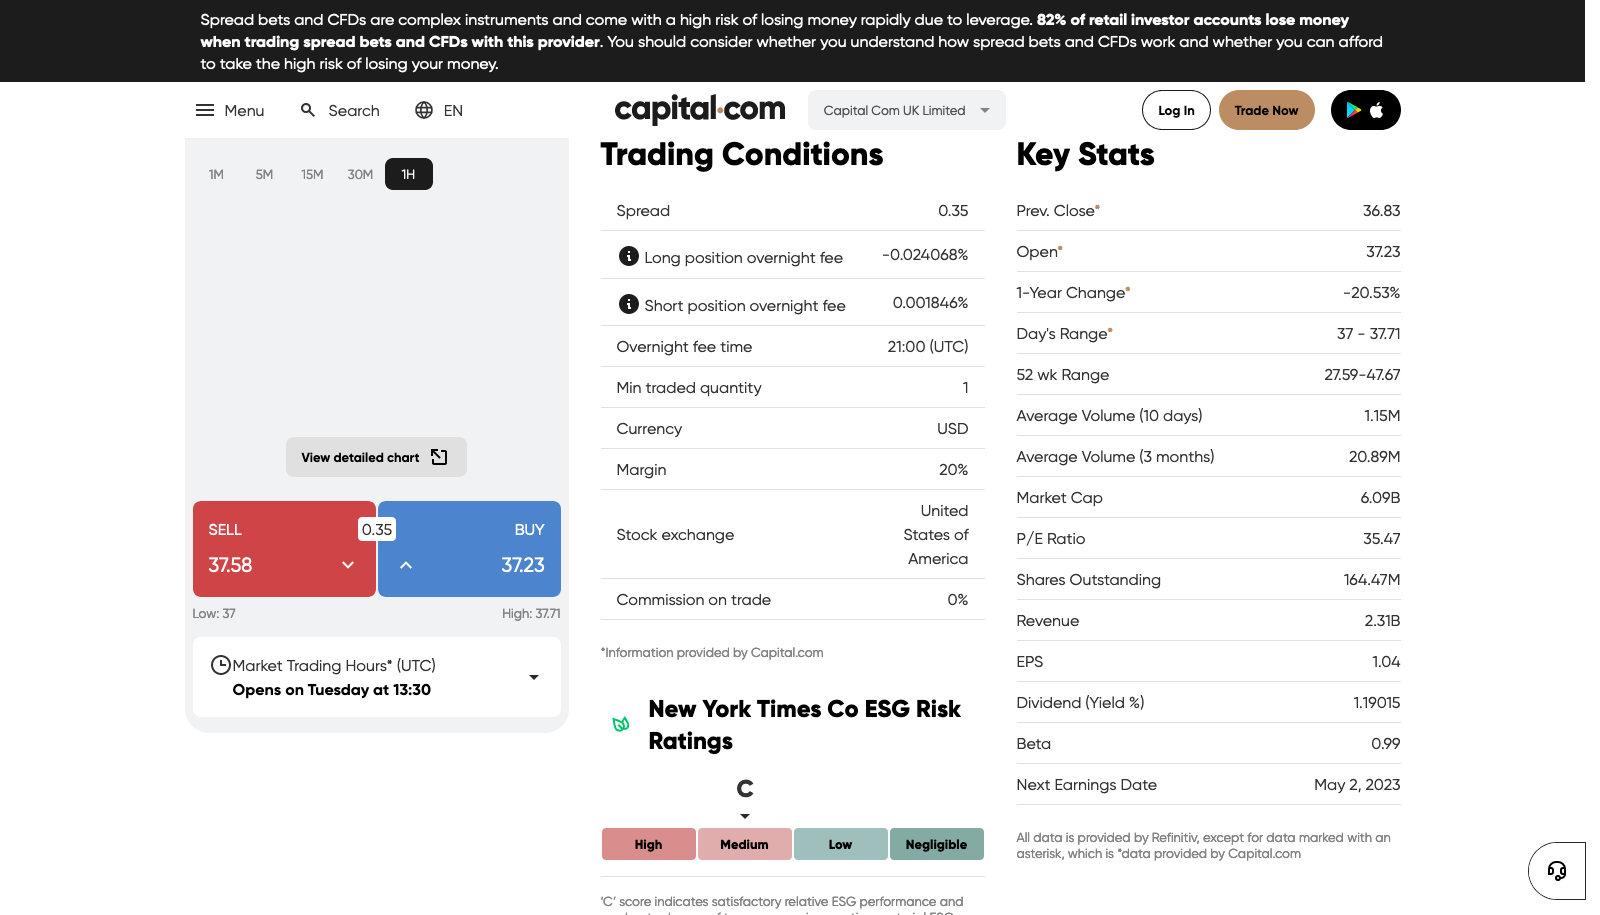 Spread bets and CFDs are complex instruments and come with a high risk of losing money rapidly due to leverage. 82% of retail investor accounts lose money
when trading spread bets and CFDs with this provider. You should consider whether you understand how spread bets and CFDs work and whether you can afford
to take the high risk of losing your money.
Menu Search EN capital.com Capital Com UK Limited Log In Trade Now
1M 5M 15M 30M 1H
View detailed chart
SELL 0.35 BUY
37.58 37.23
Low: 37 High: 37.71
Market Trading Hours* (UTC)
Opens on Tuesday at 13:30
Trading Conditions
Spread 0.35
Long position overnight fee -0.024068%
Short position overnight fee 0.001846%
Overnight fee time 21:00 (UTC)
Min traded quantity 1
Currency USD
Margin 20%
Stock exchange United
States of
America
Commission on trade 0%
*Information provided by Capital.com
New York Times Co ESG Risk
Ratings
C
High Medium Low Negligible
'C' score indicates satisfactory relative ESG performance and
Key Stats
Prev. Close* 36.83
Open* 37.23
1-Year Change* -20.53%
Day's Range* 37 - 37.71
52 wk Range 27.59-47.67
Average Volume (10 days) 1.15M
Average Volume (3 months) 20.89M
Market Cap 6.09B
P/E Ratio 35.47
Shares Outstanding 164.47M
Revenue 2.31B
EPS 1.04
Dividend (Yield %) 1.19015
Beta 0.99
Next Earnings Date May 2, 2023
All data is provided by Refinitiv, except for data marked with an
asterisk, which is *data provided by Capital.com